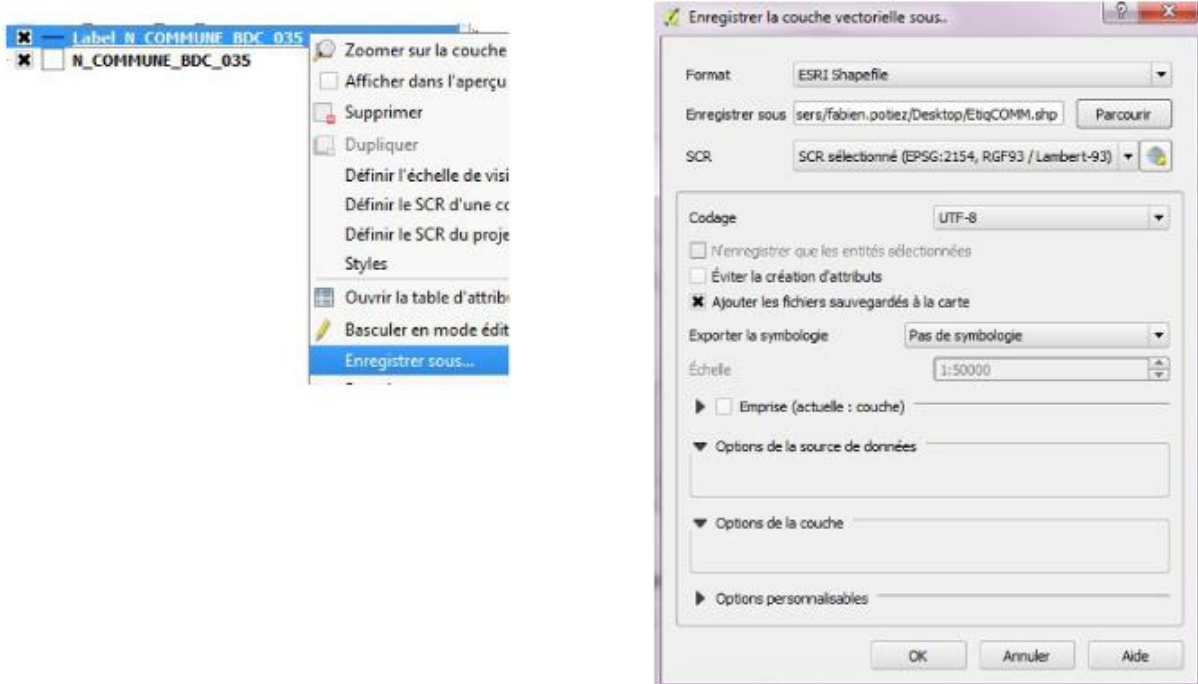 Label N_COMMUNE_BDC_035
N_COMMUNE_BDC_035
Zoomer sur la couche
Afficher dans l'aperçu
Supprimer
Dupliquer
Définir l'échelle de visi
Définir le SCR d'une co
Définir le SCR du proje
Styles
Ouvrir la table d'attrib
Basculer en mode édit
Enregistrer sous...
Enregistrer la couche vectorielle sous..
Format ESRI Shapefile
Enregistrer sous sers/fabien.potiez/Desktop/EtiqCOMM.shp Parcourir
SCR SCR sélectionné (EPSG:2154, RGF93 / Lambert-93)
Codage UTF-8
N'enregistrer que les entités sélectionnées
Éviter la création d'attributs
Ajouter les fichiers sauvegardés à la carte
Exporter la symbologie Pas de symbologie
Échelle 1:50000
Emprise (actuelle : couche)
Options de la source de données
Options de la couche
Options personnalisables
OK Annuler Aide